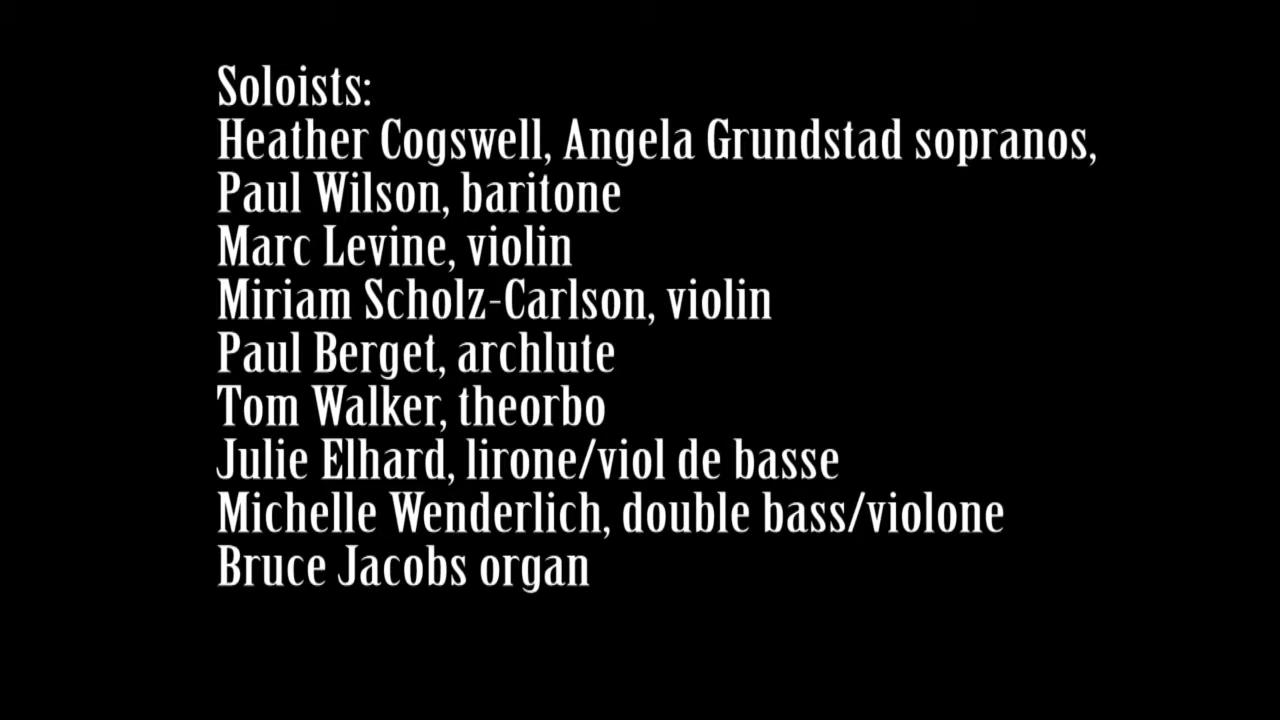 Soloists:
Heather Cogswell, Angela Grundstad sopranos,
Paul Wilson, baritone
Marc Levine, violin
Miriam Scholz-Carlson, violin
Paul Berget, archlute
Tom Walker, theorbo
Julie Elhard, lirone/viol de basse
Michelle Wenderlich, double bass/violone
Bruce Jacobs organ